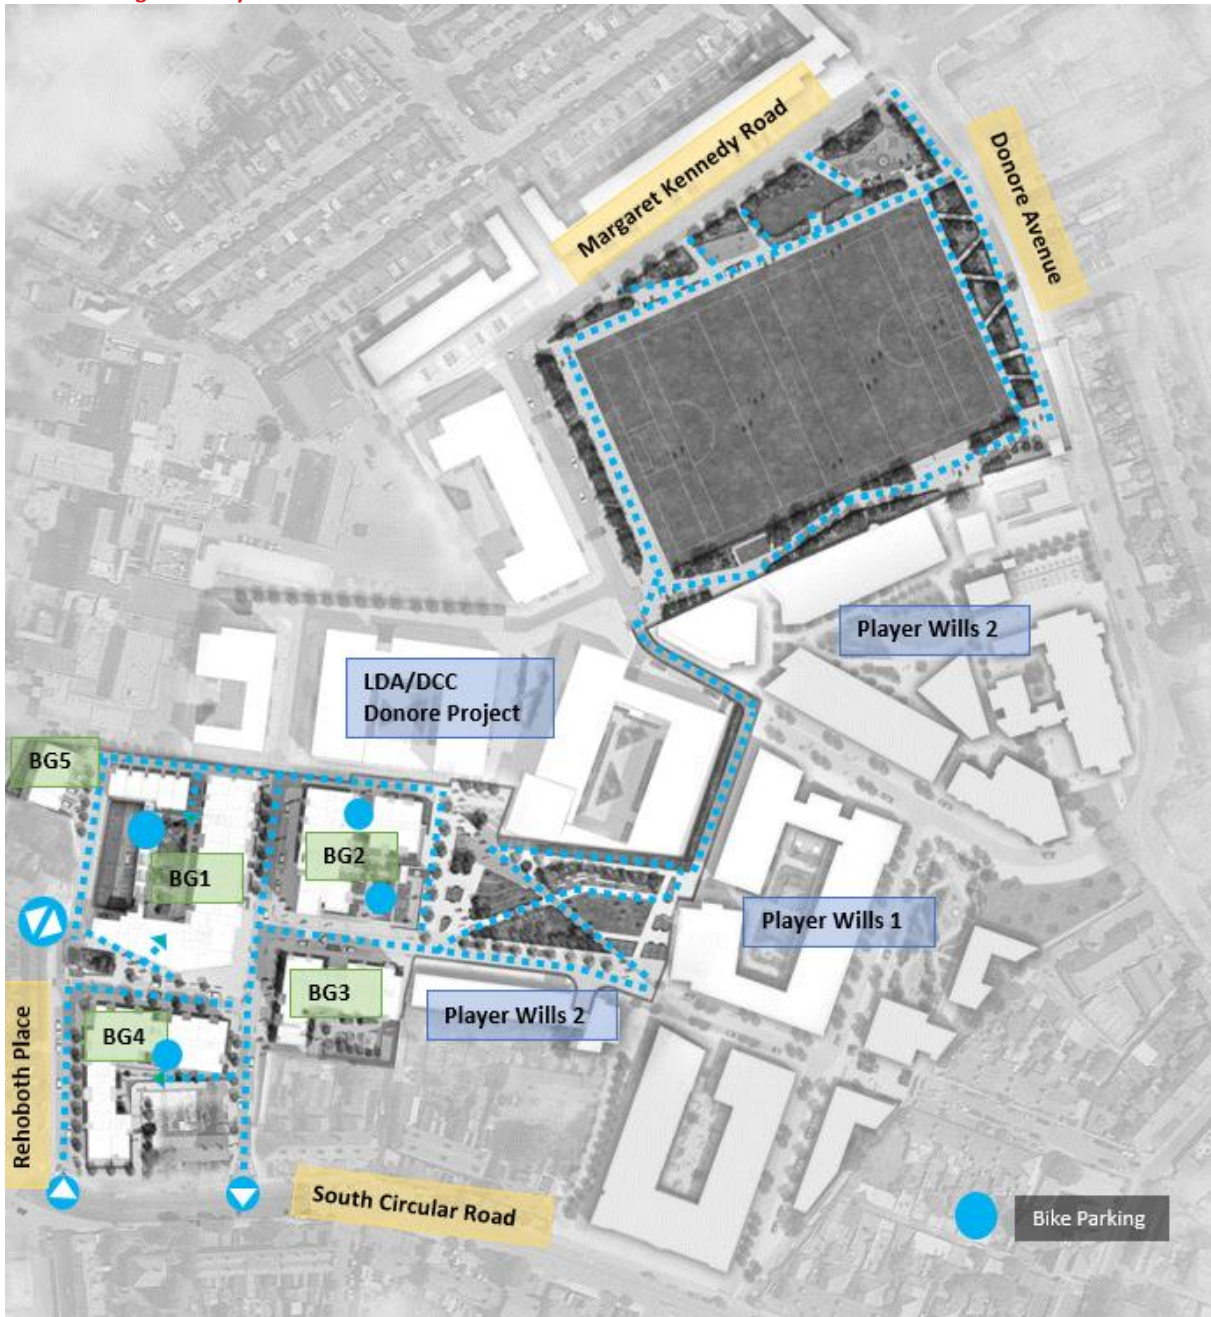 Margaret Kennedy Road
Donore Avenue
Player Wills 2
LDA/DCC
Donore Project
BG5
BG2
BG1
Player Wills 1
BG3
Player Wills 2
BG4
Rehoboth Place
South Circular Road
Bike Parking